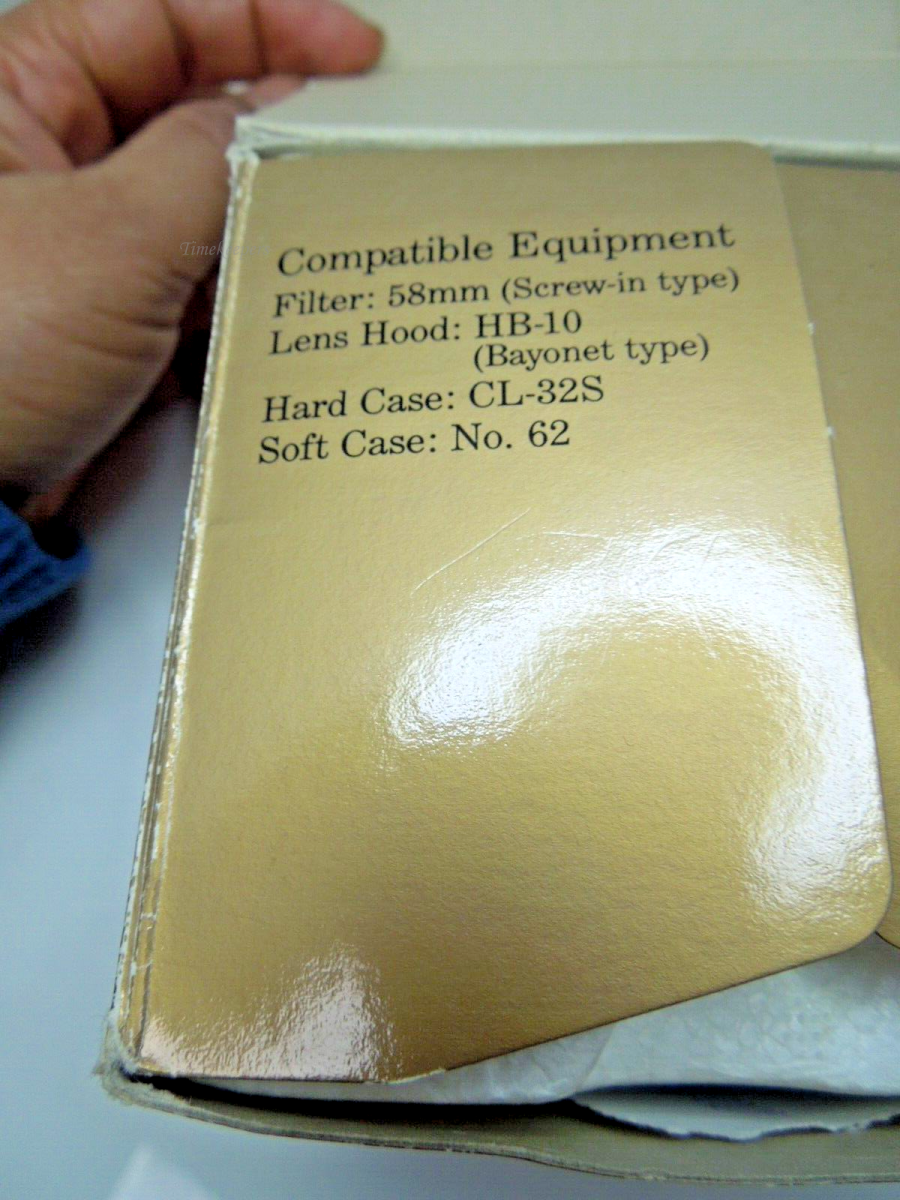 Compatible Equipment
Filter: 58mm (Screw-in type)
Lens Hood: HB-10
(Bayonet type)
Hard Case: CL-32S
Soft Case: No. 62